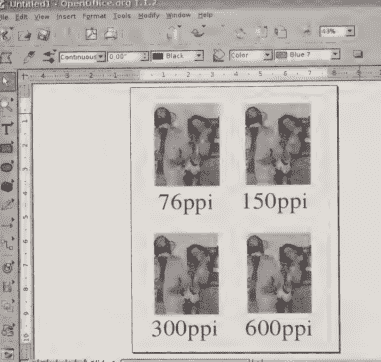 Untitled1 - OpenOffice.org 1.1.2
File Edit View Insert Format Tools Modify Window Help
43%
Continuous 0.00" Black Color Blue 7
76ppi 150ppi
300ppi 600ppi